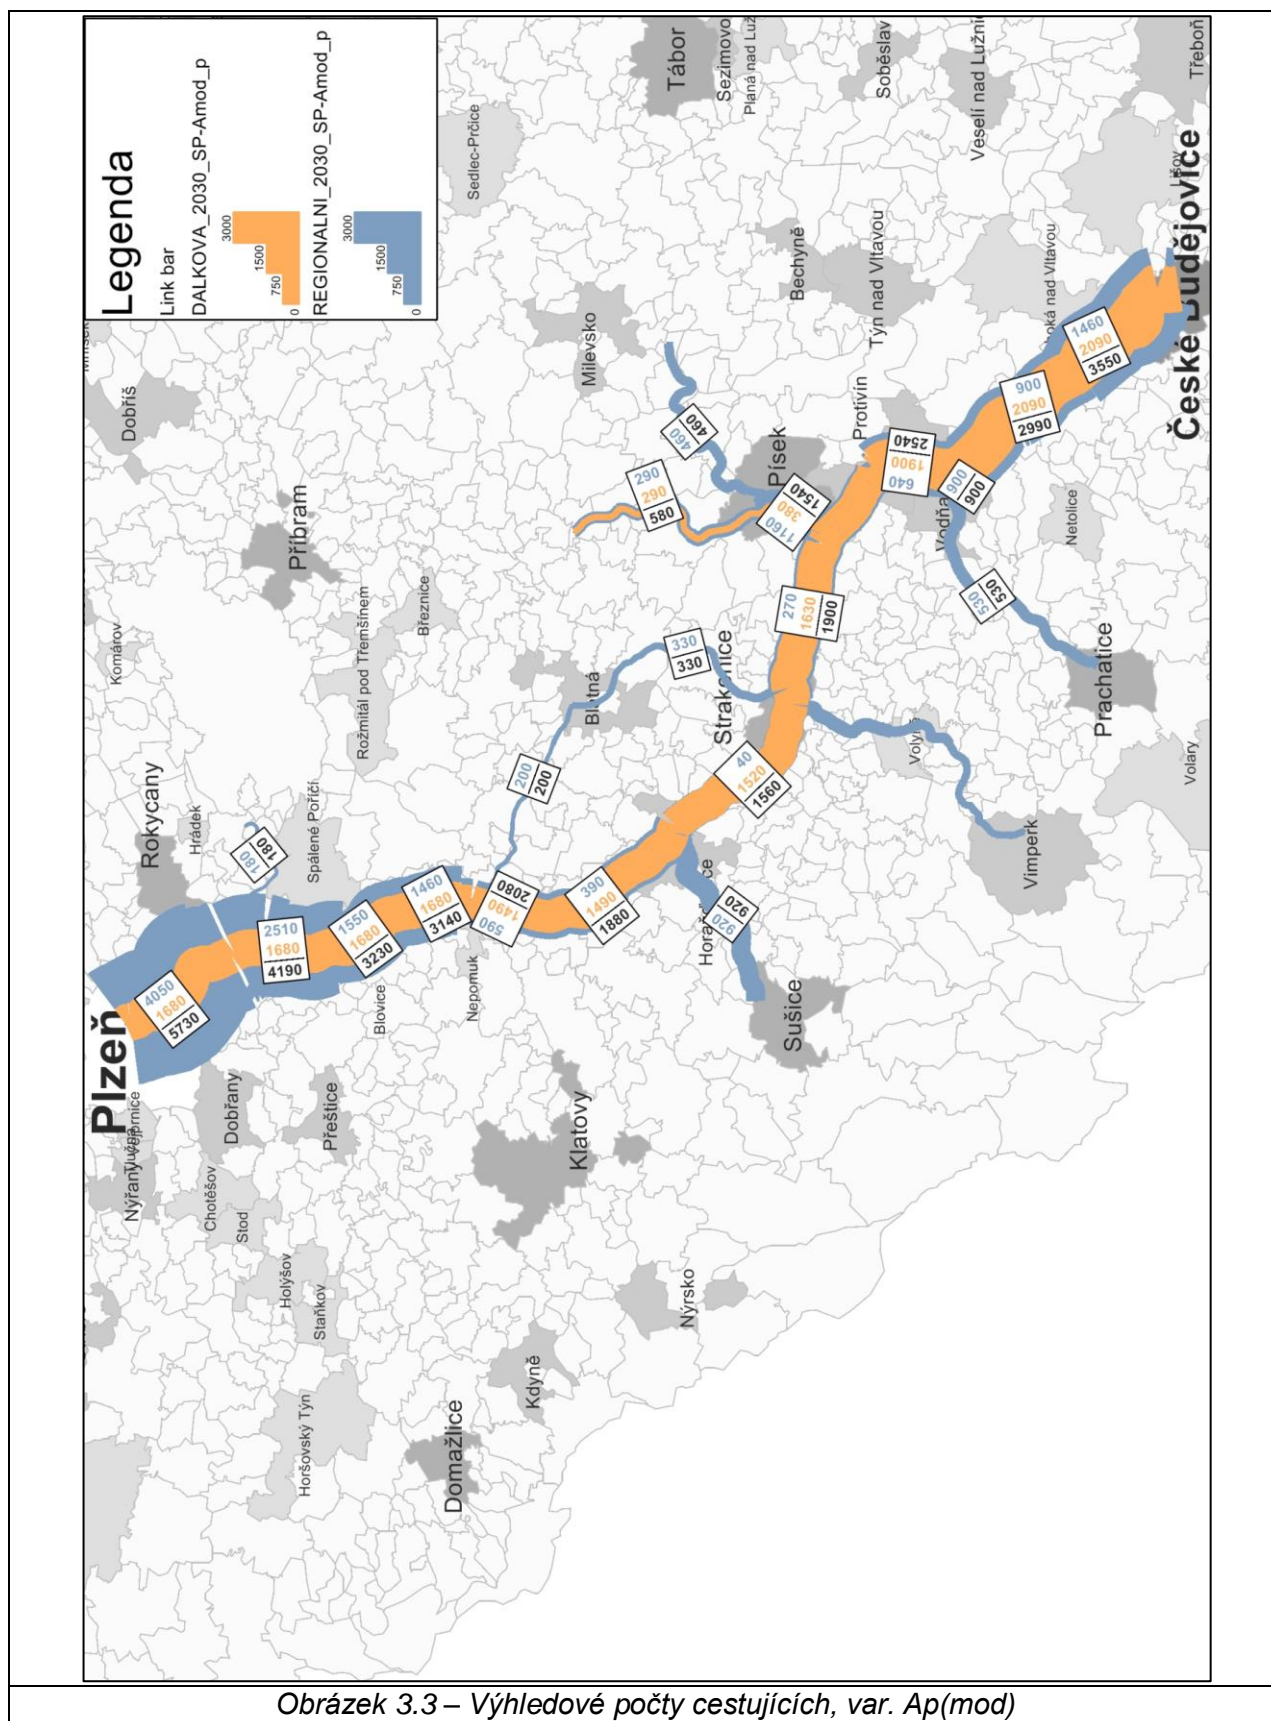 Legenda
Link bar
DALKOVA_2030_SP-Amod_p
3000
1500
750
0
REGIONALNI_2030_SP-Amod_p
3000
1500
750
0
Tábor
Sezimovo
Planá nad Luž
Soběslav
Veselí nad Lužni
Třeboň
Sedlec-Prčice
Lišov
České Budějovice
Bechyně
Týn nad Vltavou
oká nad Vltavou
Milevsko
Dobříš
Příbram
Písek
Protivín
Vodňa
Netolice
Prachatice
Volary
Komárov
Rožmitál pod Třemšínem
Březnice
Blatná
Strakonice
Volyně
Vimperk
Rokycany
Hrádek
Spálené Poříčí
Plzeň
Blovice
Nepomuk
Sušice
Dobřany
Přeštice
Klatovy
Nýřany
Tlučná
Vejprnice
Chotěšov
Stod
Holýšov
Staňkov
Nýrsko
Kdyně
Horšovský Týn
Domažlice
4050
1680
5730
2510
1680
4190
180
180
1550
1680
3230
1460
1680
3140
590
1490
2080
390
1490
1880
920
920
200
200
330
330
40
1520
1560
270
1630
1900
1160
380
1540
290
290
580
460
460
640
1900
2540
900
900
530
530
900
2090
2990
1460
2090
3550
Obrázek 3.3 – Výhledové počty cestujících, var. Ap(mod)